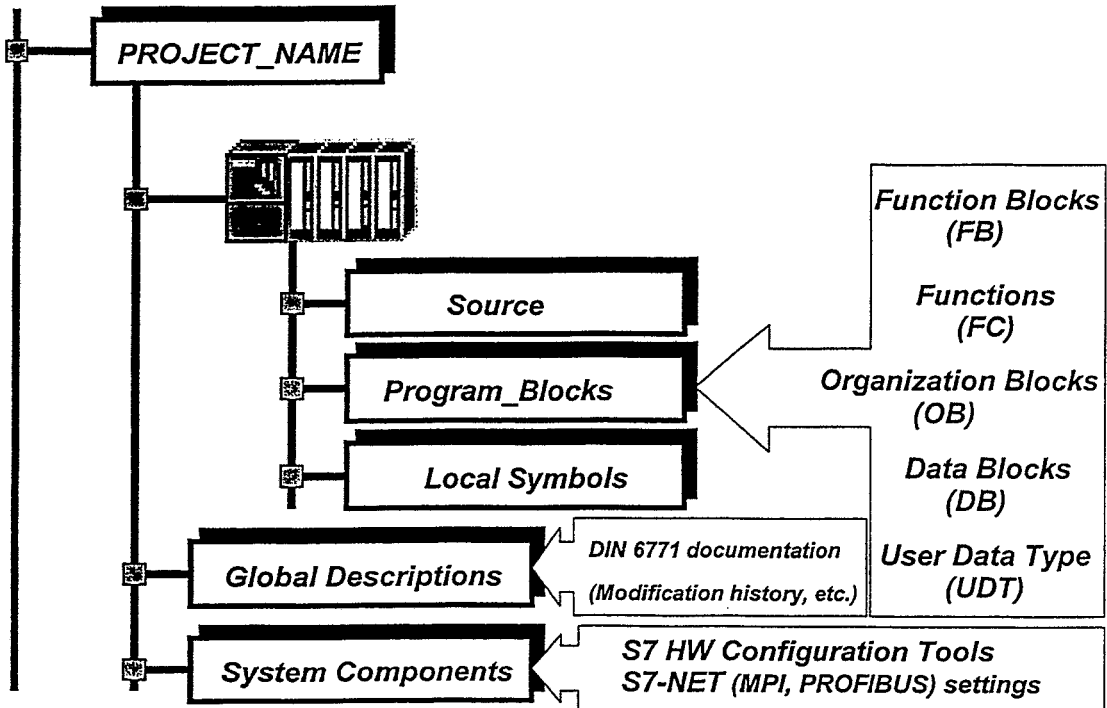 PROJECT_NAME
Source
Program_Blocks
Local Symbols
Function Blocks
(FB)
Functions
(FC)
Organization Blocks
(OB)
Data Blocks
(DB)
User Data Type
(UDT)
Global Descriptions
DIN 6771 documentation
(Modification history, etc.)
System Components
S7 HW Configuration Tools
S7-NET (MPI, PROFIBUS) settings